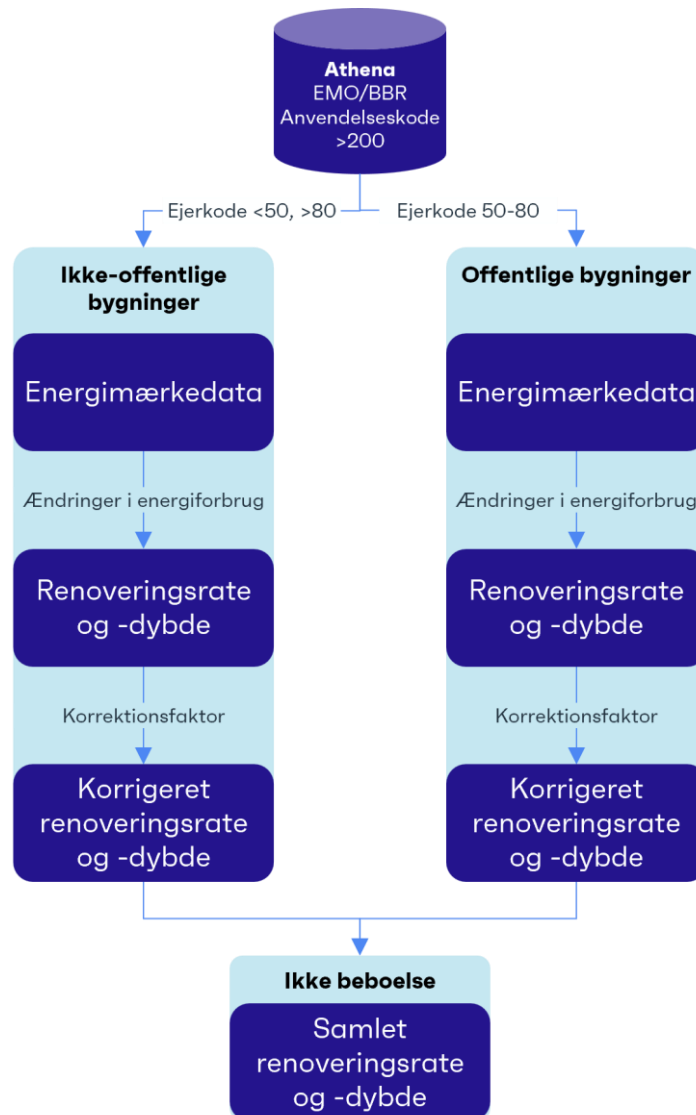 Athena
EMO/BBR
Anvendelseskode
>200
Ejerkode <50, >80
Ejerkode 50-80
Ikke-offentlige
bygninger
Energimærkedata
Ændringer i energiforbrug
Renoveringsrate
og -dybde
Korrektionsfaktor
Korrigeret
renoveringsrate
og -dybde
Offentlige bygninger
Energimærkedata
Ændringer i energiforbrug
Renoveringsrate
og -dybde
Korrektionsfaktor
Korrigeret
renoveringsrate
og -dybde
Ikke beboelse
Samlet
renoveringsrate
og -dybde